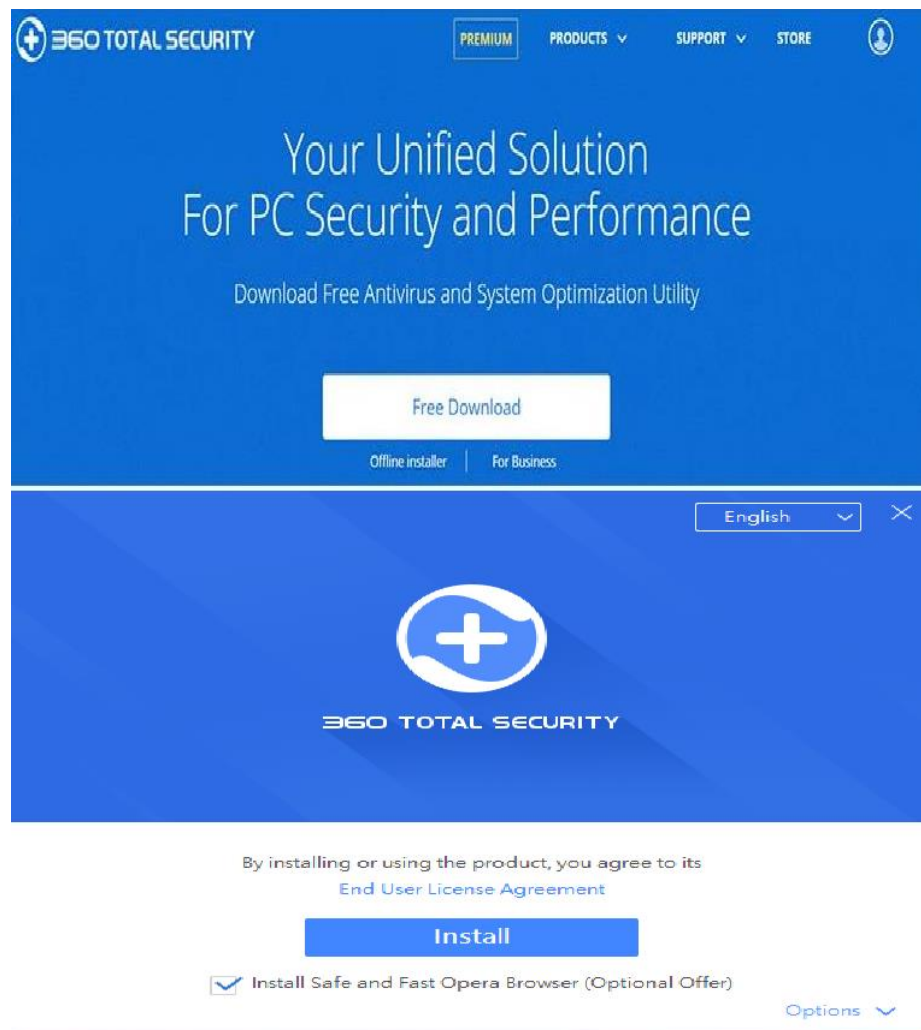 360 TOTAL SECURITY PREMIUM PRODUCTS SUPPORT STORE
Your Unified Solution
For PC Security and Performance
Download Free Antivirus and System Optimization Utility
Free Download
Offline installer | For Business
English
360 TOTAL SECURITY
By installing or using the product, you agree to its
End User License Agreement
Install
Install Safe and Fast Opera Browser (Optional Offer)
Options